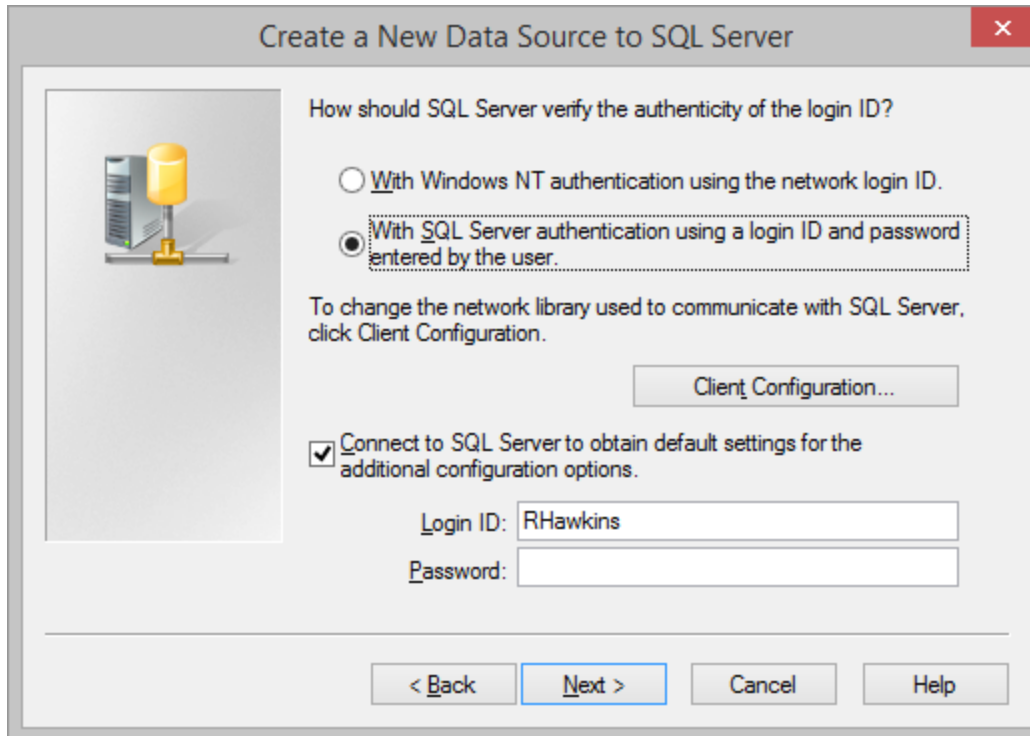 Create a New Data Source to SQL Server
How should SQL Server verify the authenticity of the login ID?
With Windows NT authentication using the network login ID.
With SQL Server authentication using a login ID and password
entered by the user.
To change the network library used to communicate with SQL Server,
click Client Configuration.
Client Configuration...
Connect to SQL Server to obtain default settings for the
additional configuration options.
Login ID: RHawkins
Password:
< Back Next > Cancel Help